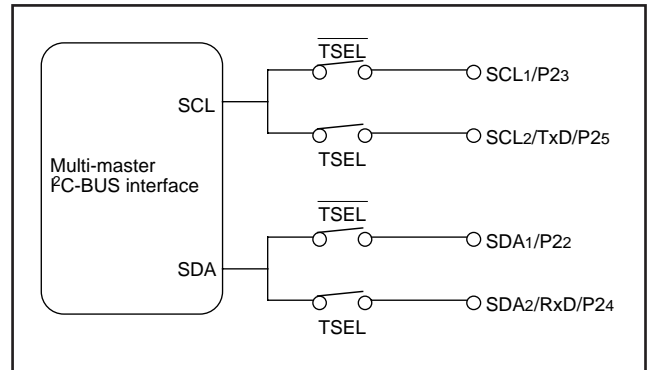 TSEL
SCL1/P23
SCL
SCL2/TxD/P25
TSEL
Multi-master
I2C-BUS interface
TSEL
SDA1/P22
SDA
SDA2/RxD/P24
TSEL